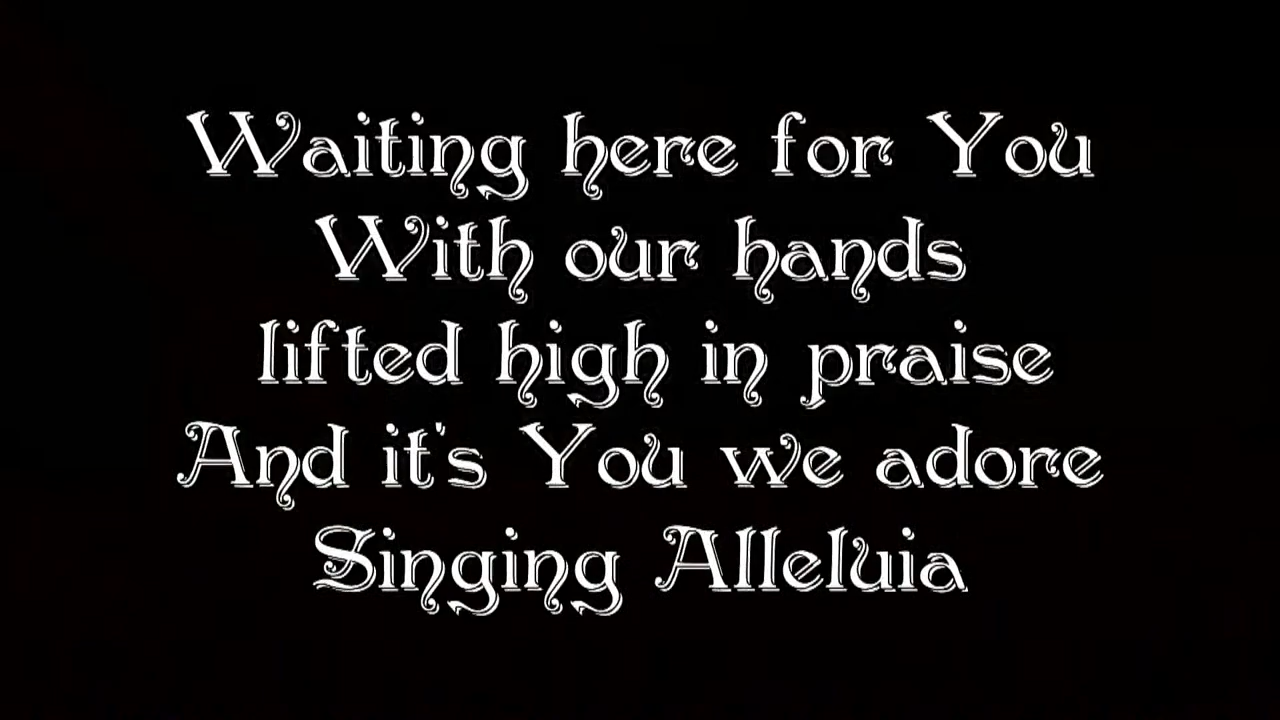 Waiting here for You
With our hands
lifted high in praise
And it's You we adore
Singing Alleluia